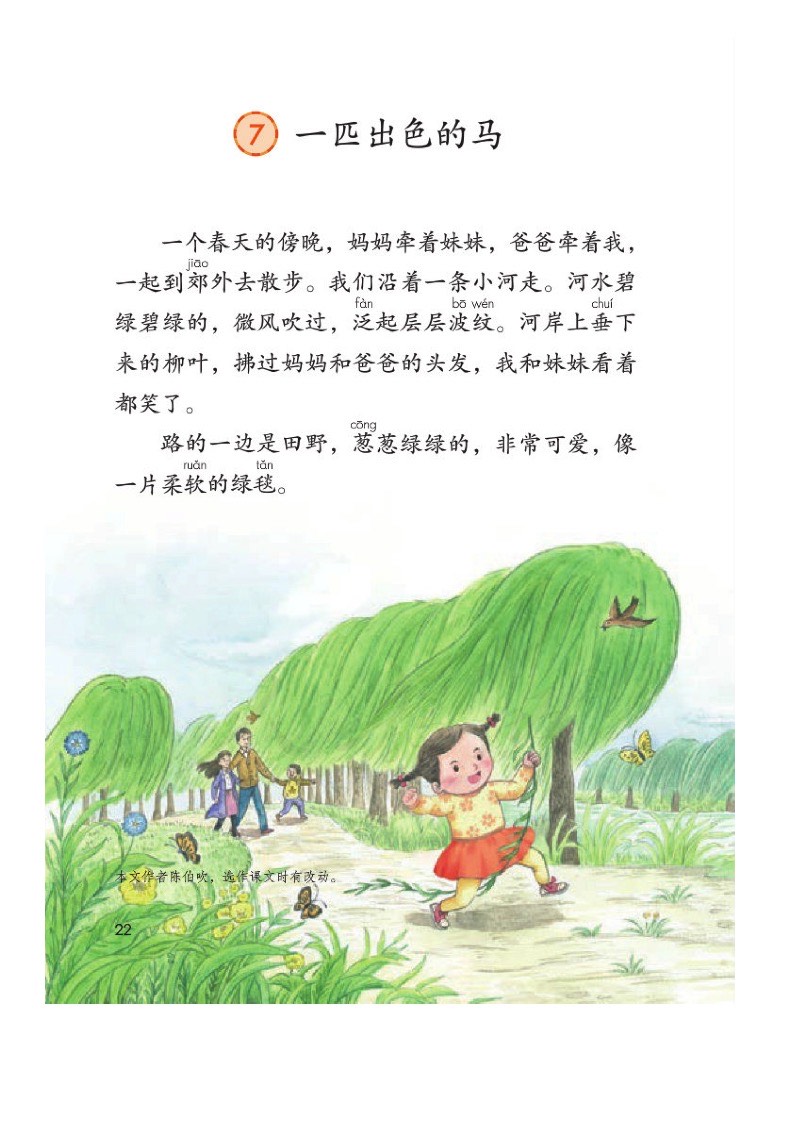 7 一匹出色的马
一个春天的傍晚，妈妈牵着妹妹，爸爸牵着我，
jiāo
一起到郊外去散步。我们沿着一条小河走。河水碧
fàn bō wén chuí
绿碧绿的，微风吹过，泛起层层波纹。河岸上垂下
来的柳叶，拂过妈妈和爸爸的头发，我和妹妹看着
都笑了。
cōng
路的一边是田野，葱葱绿绿的，非常可爱，像
ruǎn tǎn
一片柔软的绿毯。
本文作者陈伯吹，选作课文时有改动。
22